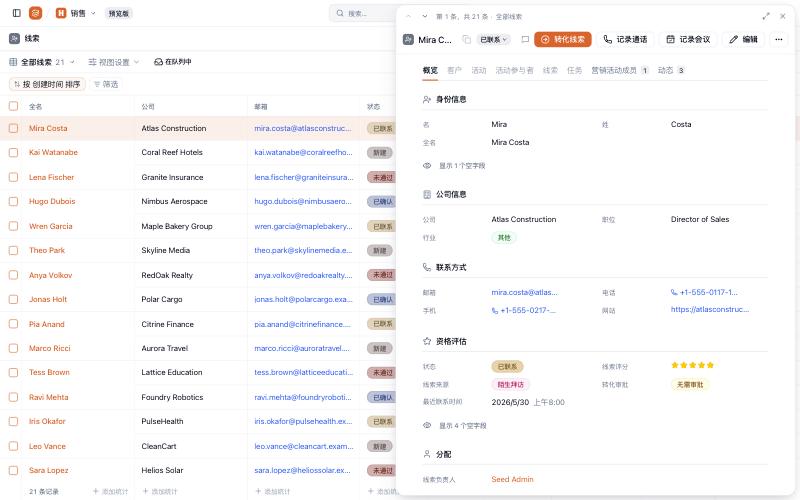 销售 预览版 搜索...
线索
全部线索 21 视图设置 在队列中
按 创建时间 排序 筛选
全名 公司 邮箱 状态
Mira Costa Atlas Construction mira.costa@atlasconstruc... 已联系
Kai Watanabe Coral Reef Hotels kai.watanabe@coralreefho... 新建
Lena Fischer Granite Insurance lena.fischer@graniteinsura... 未通过
Hugo Dubois Nimbus Aerospace hugo.dubois@nimbusaero... 已确认
Wren Garcia Maple Bakery Group wren.garcia@maplebakery... 已联系
Theo Park Skyline Media theo.park@skylinemedia.e... 新建
Anya Volkov RedOak Realty anya.volkov@redoakrealty.... 未通过
Jonas Holt Polar Cargo jonas.holt@polarcargo.exa... 已确认
Pia Anand Citrine Finance pia.anand@citrinefinance.... 已联系
Marco Ricci Aurora Travel marco.ricci@auroratravel.... 新建
Tess Brown Lattice Education tess.brown@latticeeducati... 未通过
Ravi Mehta Foundry Robotics ravi.mehta@foundryroboti... 已确认
Iris Okafor PulseHealth iris.okafor@pulsehealth.ex... 已联系
Leo Vance CleanCart leo.vance@cleancart.exam... 新建
Sara Lopez Helios Solar sara.lopez@heliossolar.ex... 未通过
21 条记录 添加统计 添加统计 添加统计
第 1 条，共 21 条 · 全部线索
Mira C... 已联系 转化线索 记录通话 记录会议 编辑
概览 客户 活动 活动参与者 线索 任务 营销活动成员 1 动态 3
身份信息
名 Mira 姓 Costa
全名 Mira Costa
显示 1 个空字段
公司信息
公司 Atlas Construction 职位 Director of Sales
行业 其他
联系方式
邮箱 mira.costa@atlas... 电话 +1-555-0117-1...
手机 +1-555-0217-... 网站 https://atlasconstruc...
资格评估
状态 已联系 线索评分
线索来源 陌生拜访 转化审批 无需审批
最近联系时间 2026/5/30 上午8:00
显示 4 个空字段
分配
线索负责人 Seed Admin